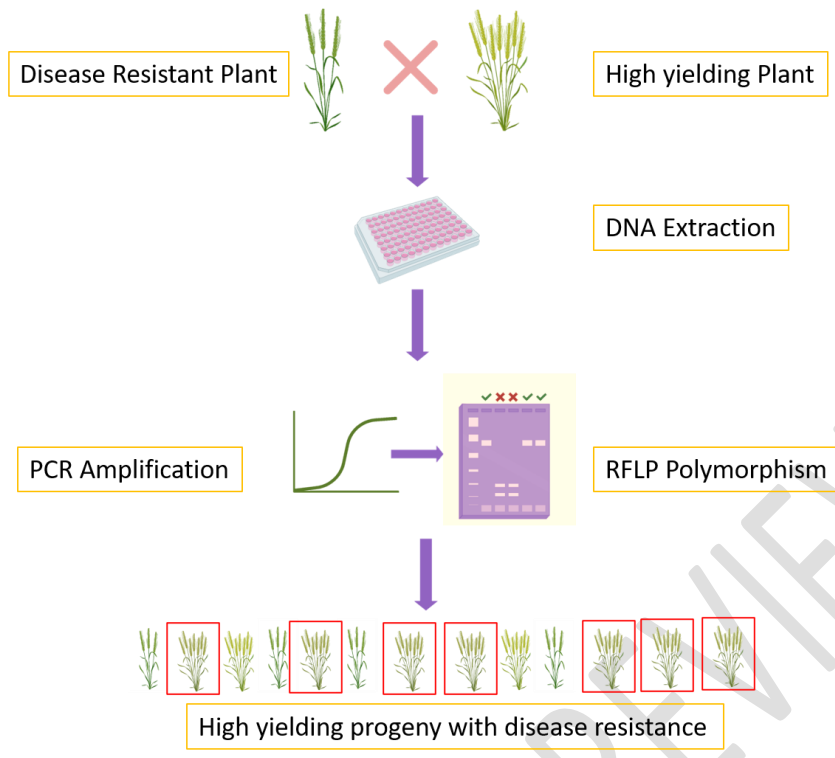 Disease Resistant Plant
High yielding Plant
DNA Extraction
PCR Amplification
RFLP Polymorphism
High yielding progeny with disease resistance